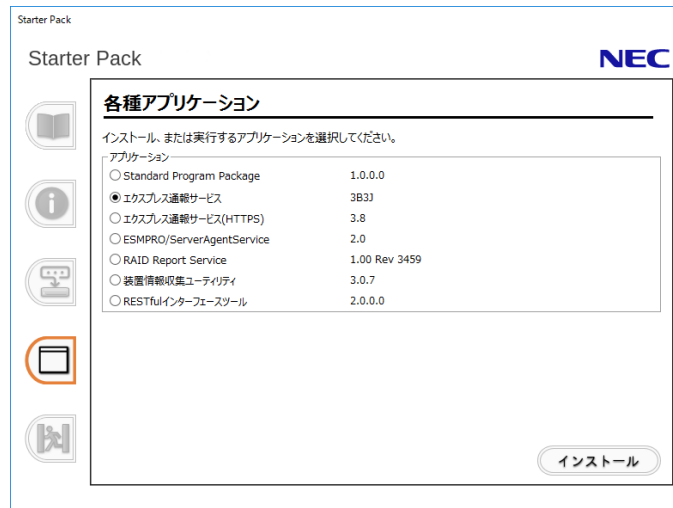 Starter Pack
Starter Pack
NEC
各種アプリケーション
インストール、または実行するアプリケーションを選択してください。
アプリケーション
Standard Program Package 1.0.0.0
エクスプレス通報サービス 3B3J
エクスプレス通報サービス(HTTPS) 3.8
ESMPRO/ServerAgentService 2.0
RAID Report Service 1.00 Rev 3459
装置情報収集ユーティリティ 3.0.7
RESTfulインターフェースツール 2.0.0.0
インストール